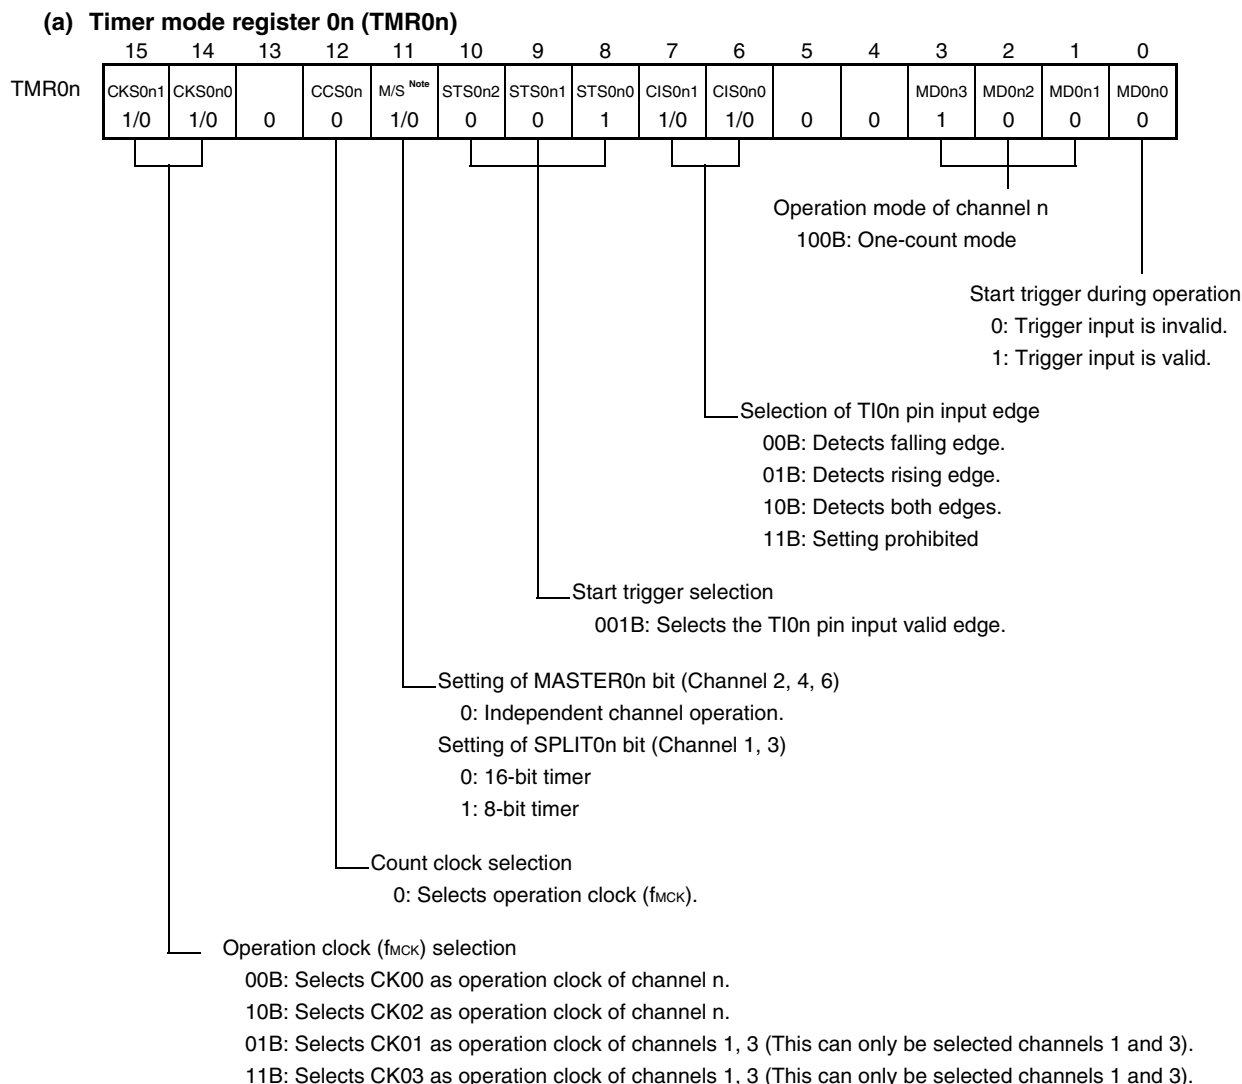 (a) Timer mode register 0n (TMR0n)
15 14 13 12 11 10 9 8 7 6 5 4 3 2 1 0
TMR0n CKS0n1 CKS0n0 CCS0n M/S Note STS0n2 STS0n1 STS0n0 CIS0n1 CIS0n0 MD0n3 MD0n2 MD0n1 MD0n0
1/0 1/0 0 0 1/0 0 0 1 1/0 1/0 0 0 1 0 0 0
Operation mode of channel n
100B: One-count mode
Start trigger during operation
0: Trigger input is invalid.
1: Trigger input is valid.
Selection of TI0n pin input edge
00B: Detects falling edge.
01B: Detects rising edge.
10B: Detects both edges.
11B: Setting prohibited
Start trigger selection
001B: Selects the TI0n pin input valid edge.
Setting of MASTER0n bit (Channel 2, 4, 6)
0: Independent channel operation.
Setting of SPLIT0n bit (Channel 1, 3)
0: 16-bit timer
1: 8-bit timer
Count clock selection
0: Selects operation clock (fMCK).
Operation clock (fMCK) selection
00B: Selects CK00 as operation clock of channel n.
10B: Selects CK02 as operation clock of channel n.
01B: Selects CK01 as operation clock of channels 1, 3 (This can only be selected channels 1 and 3).
11B: Selects CK03 as operation clock of channels 1, 3 (This can only be selected channels 1 and 3).